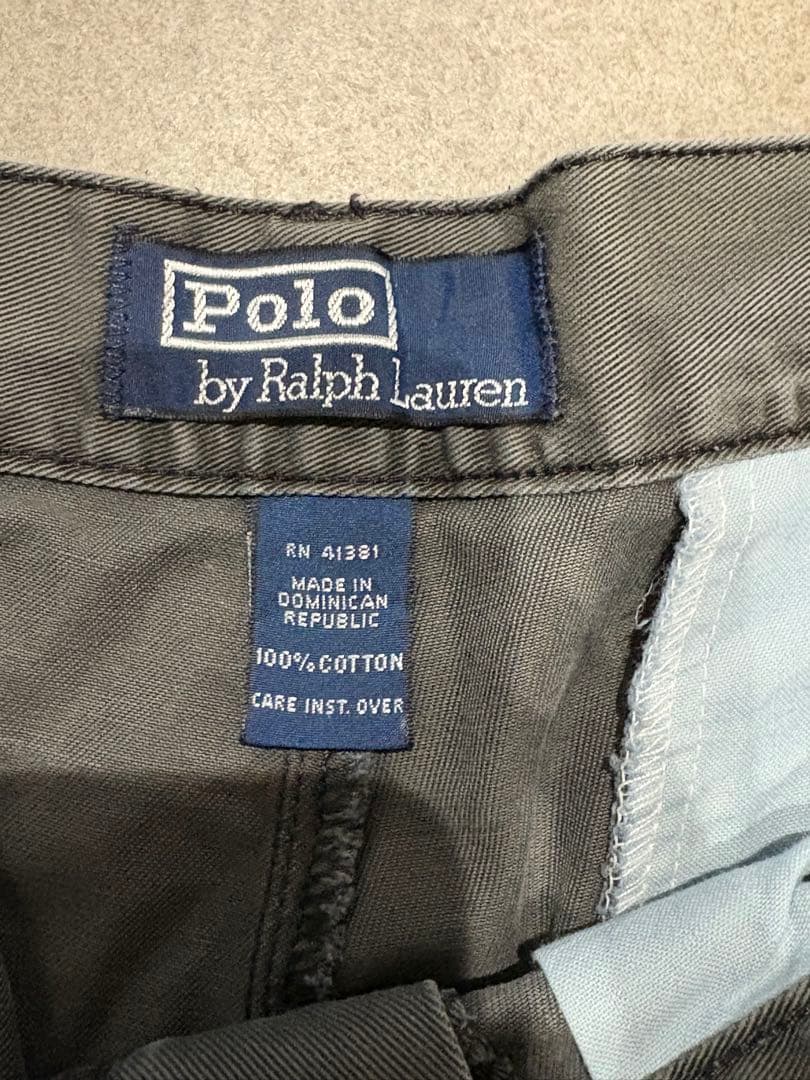 Polo
by Ralph Lauren
RN 41381
MADE IN
DOMINICAN
REPUBLIC
100% COTTON
CARE INST. OVER